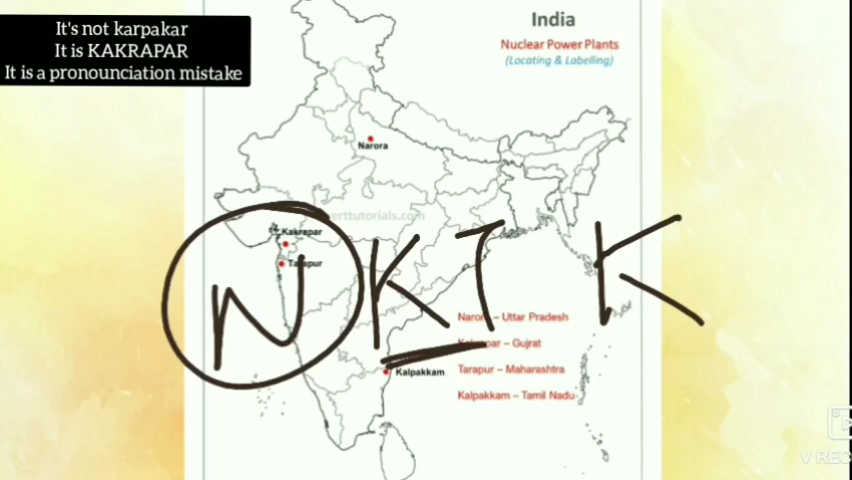 It's not karpakar
It is KAKRAPAR
It is a pronounciation mistake
India
Nuclear Power Plants
(Locating & Labelling)
Narora
Kakrapar
Tarapur
N K T K
Narora – Uttar Pradesh
Kakrapar – Gujrat
Tarapur – Maharashtra
Kalpakkam
Kalpakkam – Tamil Nadu